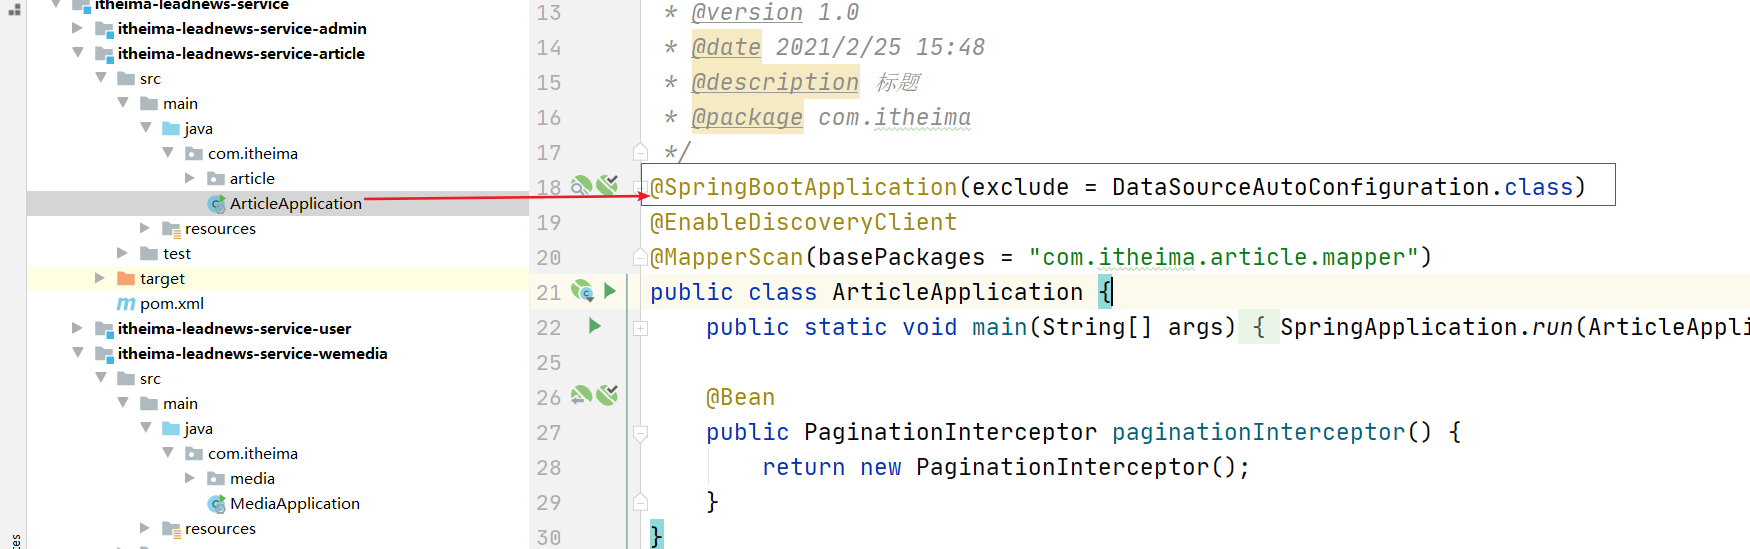 itheima-leadnews-service
itheima-leadnews-service-admin
itheima-leadnews-service-article
src
main
java
com.itheima
article
ArticleApplication
resources
test
target
pom.xml
itheima-leadnews-service-user
itheima-leadnews-service-wemedia
src
main
java
com.itheima
media
MediaApplication
resources
13 * @version 1.0
14 * @date 2021/2/25 15:48
15 * @description 标题
16 * @package com.itheima
17 */
18 @SpringBootApplication(exclude = DataSourceAutoConfiguration.class)
19 @EnableDiscoveryClient
20 @MapperScan(basePackages = "com.itheima.article.mapper")
21 public class ArticleApplication {
22 public static void main(String[] args) { SpringApplication.run(ArticleAppli
25
26 @Bean
27 public PaginationInterceptor paginationInterceptor() {
28 return new PaginationInterceptor();
29 }
30 }